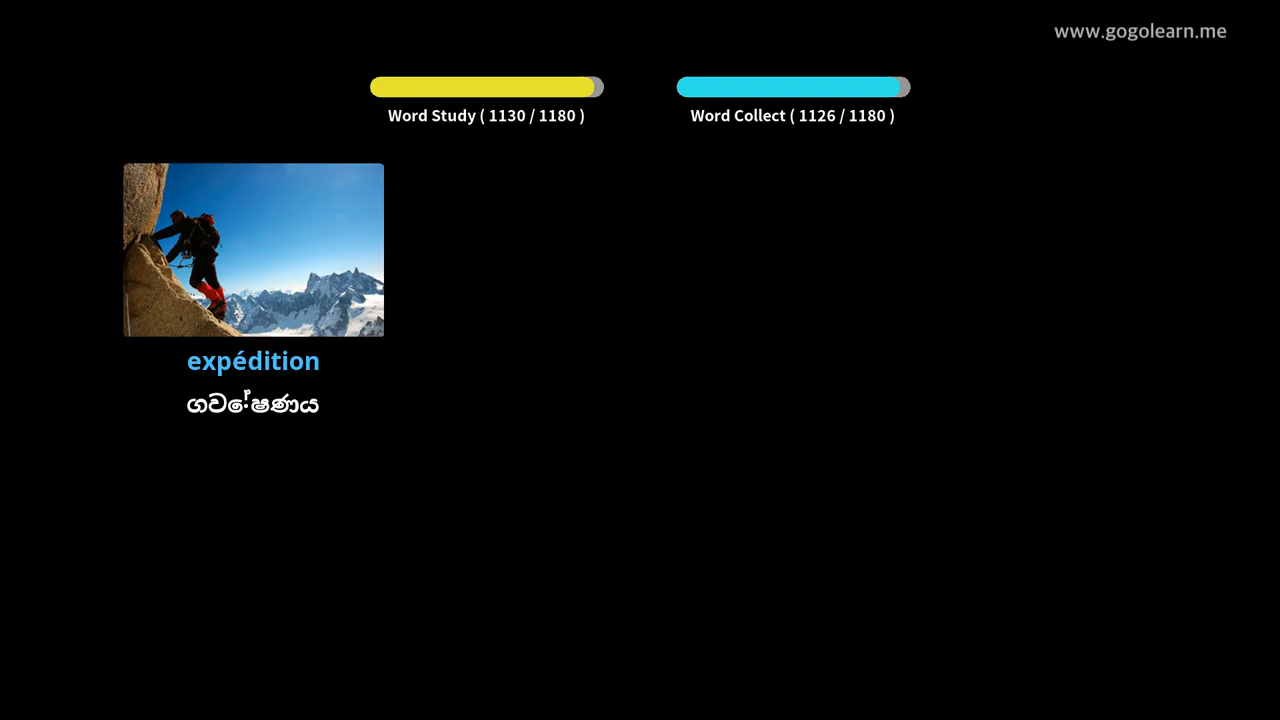 www.gogolearn.me
Word Study ( 1130 / 1180 )
Word Collect ( 1126 / 1180 )
expédition
ගවේෂණය